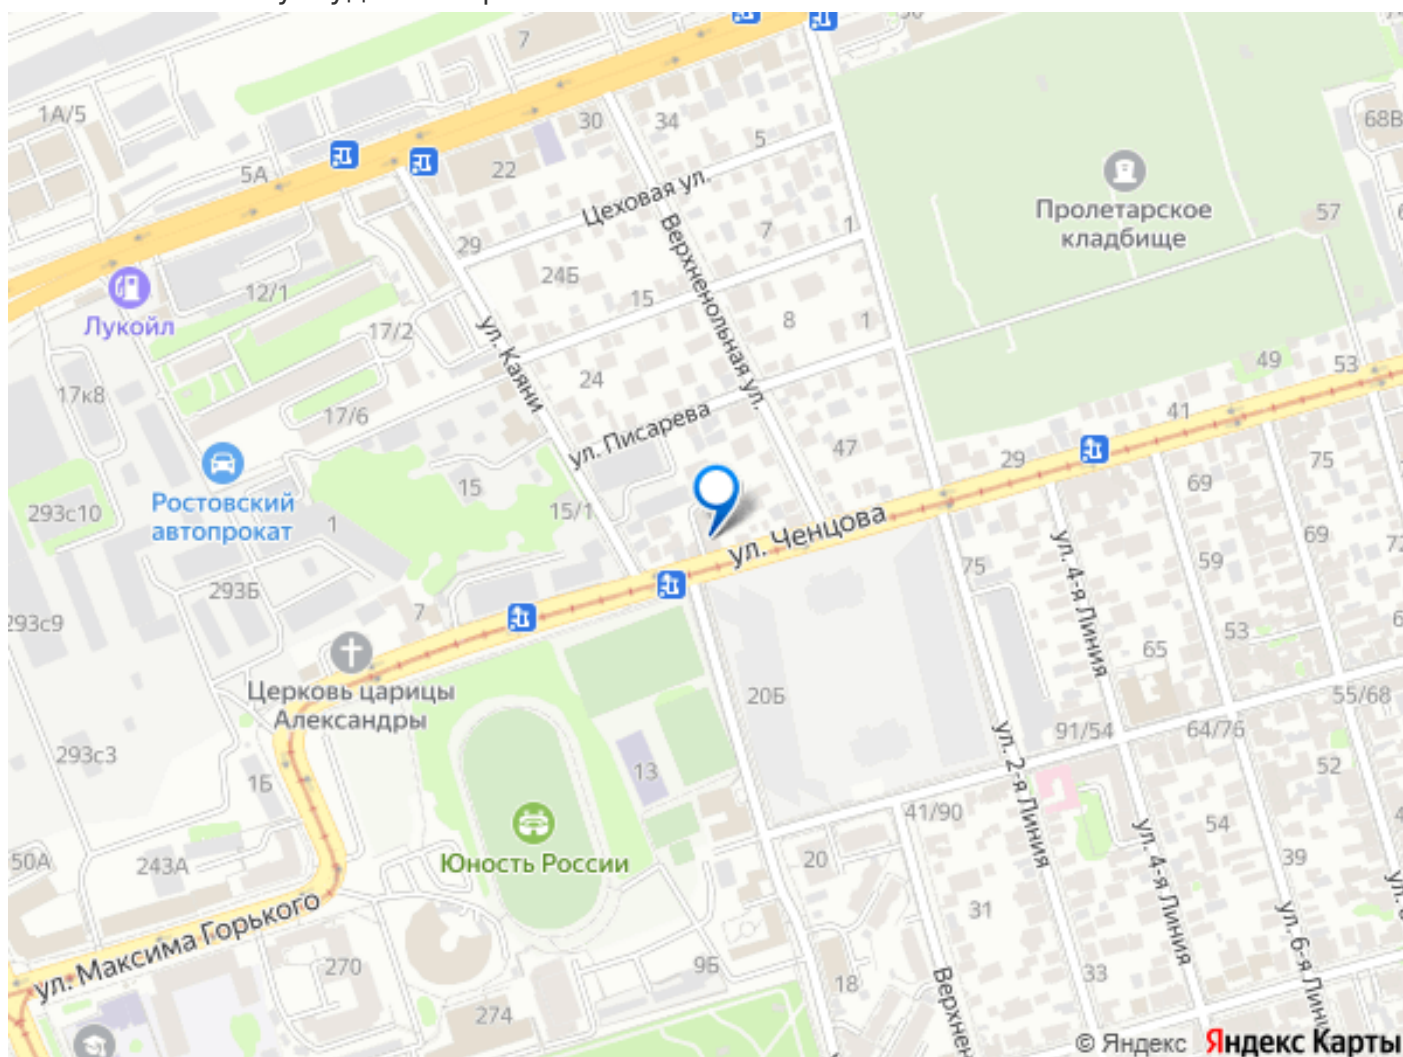 7
1А/5
30
34
5
68В
22
5А
Цеховая ул.
Пролетарское
кладбище
57
29
7
1
Верхненольная ул.
24Б
12/1
15
8
1
Лукойл
17/2
ул. Каяни
49
53
17к8
24
17/6
ул. Писарева
41
47
29
75
Ростовский
автопрокат
15
69
293с10
1
15/1
ул. Ченцова
69
75
59
ул. 4-я Линия
293Б
293с9
7
53
65
Церковь царицы
Александры
20Б
55/68
91/54
64/76
293с3
1Б
13
ул. 2-я Линия
52
41/90
54
Юность России
50А
243А
20
39
ул. 4-я Линия
ул. Максима Горького
31
ул. 6-я Лини
270
9Б
18
33
Верхнен
274
© Яндекс Яндекс Карты